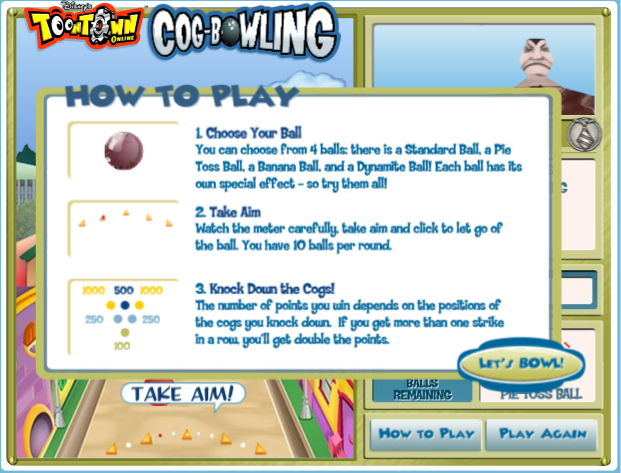 Disney's
TOONTOWN
ONLINE
COG-BOWLING
HOW TO PLAY
1. Choose Your Ball
You can choose from 4 balls: there is a Standard Ball, a Pie
Toss Ball, a Banana Ball, and a Dynamite Ball! Each ball has its
own special effect - so try them all!
2. Take Aim
Watch the meter carefully, take aim and click to let go of
the ball. You have 10 balls per round.
3. Knock Down the Cogs!
The number of points you win depends on the positions of
the cogs you knock down. If you get more than one strike
in a row, you'll get double the points.
1000 500 1000
250 250
100
LET'S BOWL!
TAKE AIM!
BALLS
REMAINING
PIE TOSS BALL
HOW TO PLAY
PLAY AGAIN